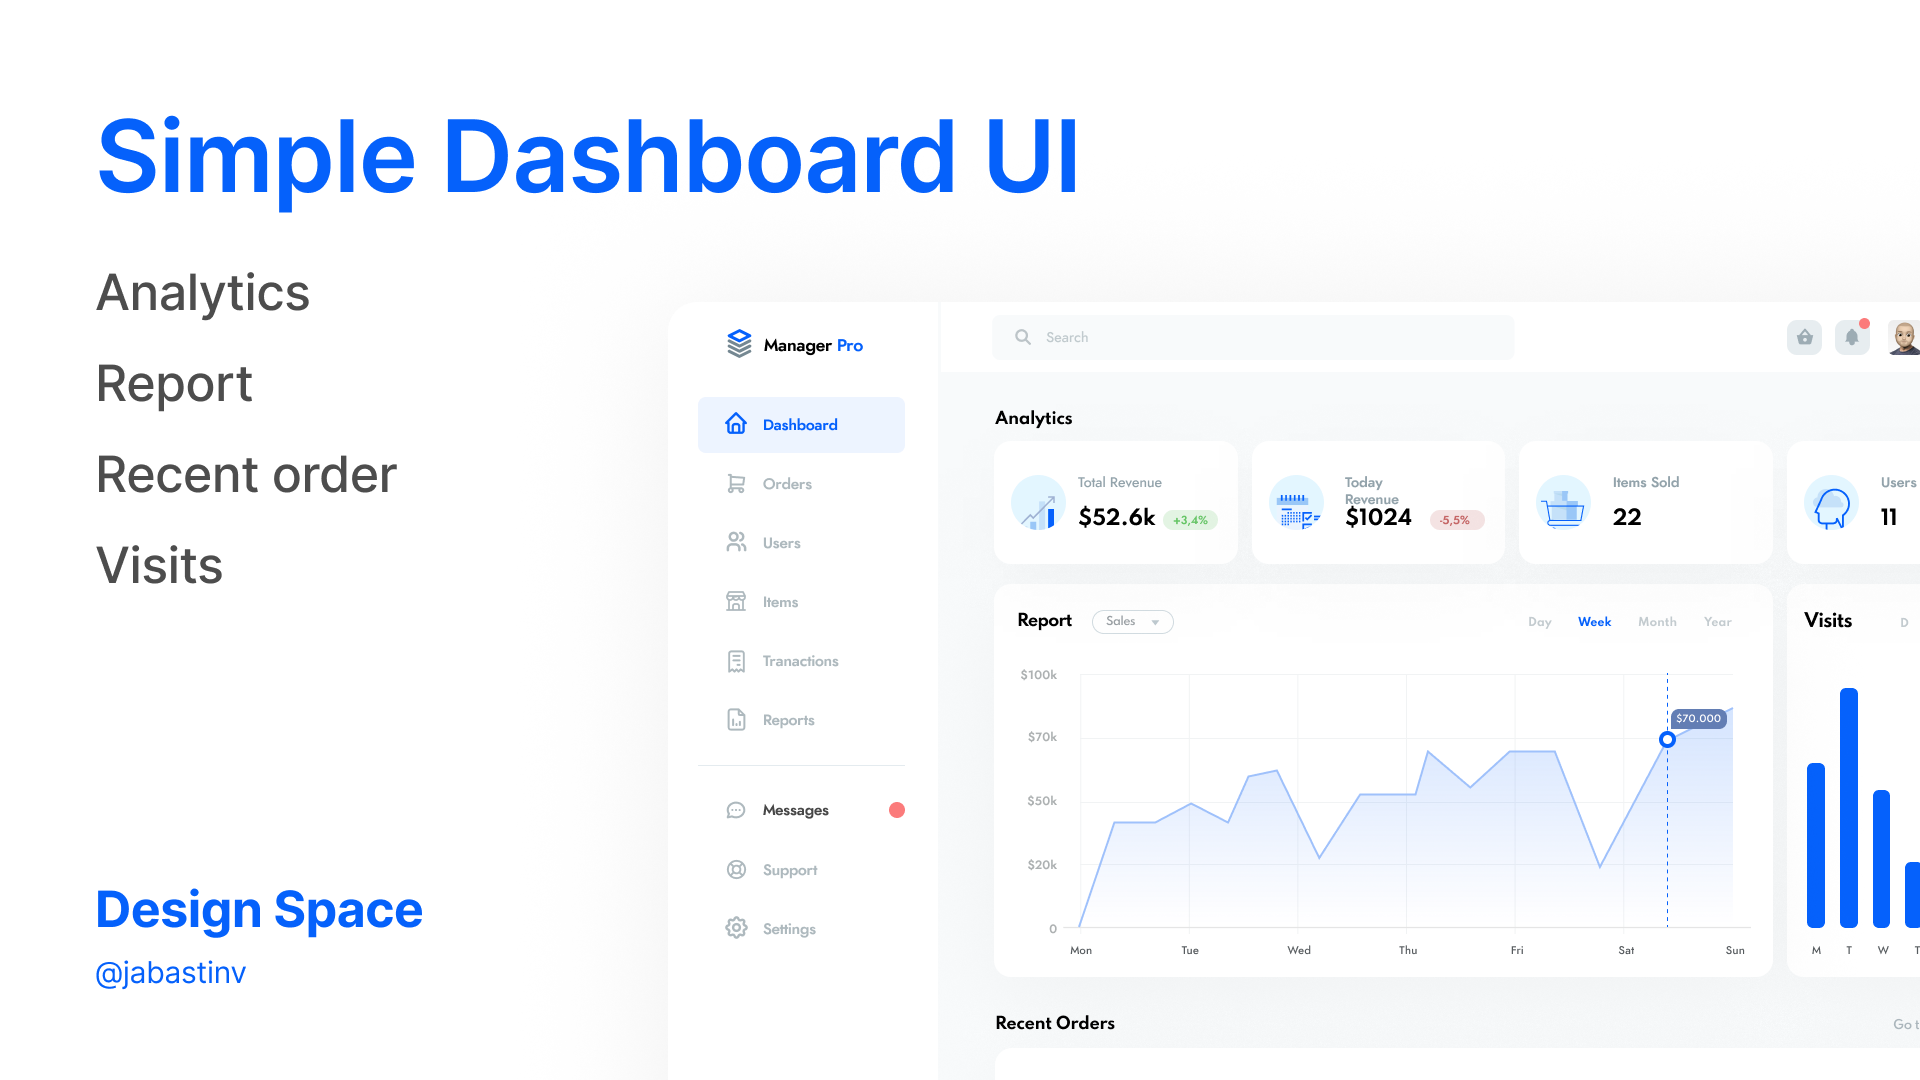 Simple Dashboard UI
Analytics
Report
Recent order
Visits
Design Space
@jabastinv
Manager Pro
Dashboard
Orders
Users
Items
Tranactions
Reports
Messages
Support
Settings
Search
Analytics
Total Revenue
$52.6k +3,4%
Today
Revenue
$1024 -5,5%
Items Sold
22
Users
11
Report Sales Day Week Month Year
$100k
$70k
$50k
$20k
0
$70.000
Mon Tue Wed Thu Fri Sat Sun
Visits D
M T W T
Recent Orders Go t